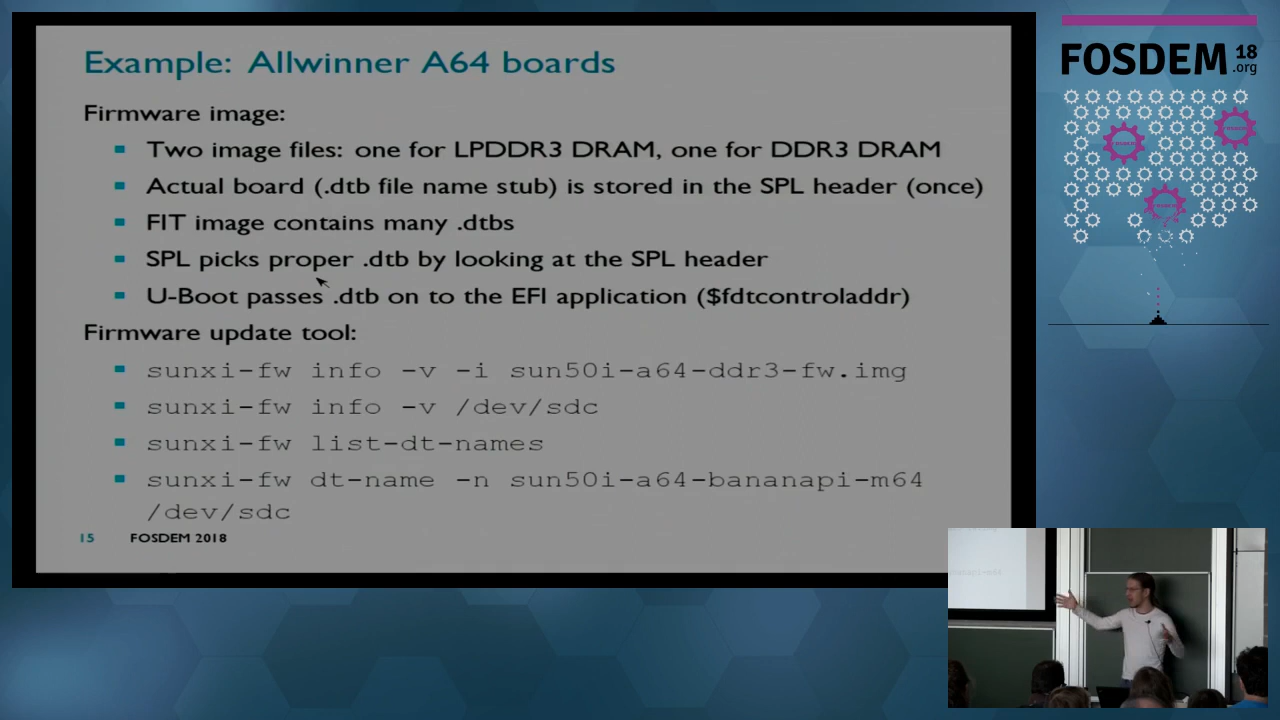 Example: Allwinner A64 boards
Firmware image:
Two image files: one for LPDDR3 DRAM, one for DDR3 DRAM
Actual board (.dtb file name stub) is stored in the SPL header (once)
FIT image contains many .dtbs
SPL picks proper .dtb by looking at the SPL header
U-Boot passes .dtb on to the EFI application ($fdtcontroladdr)
Firmware update tool:
sunxi-fw info -v -i sun50i-a64-ddr3-fw.img
sunxi-fw info -v /dev/sdc
sunxi-fw list-dt-names
sunxi-fw dt-name -n sun50i-a64-bananapi-m64
/dev/sdc
15 FOSDEM 2018
FOSDEM 18
.org